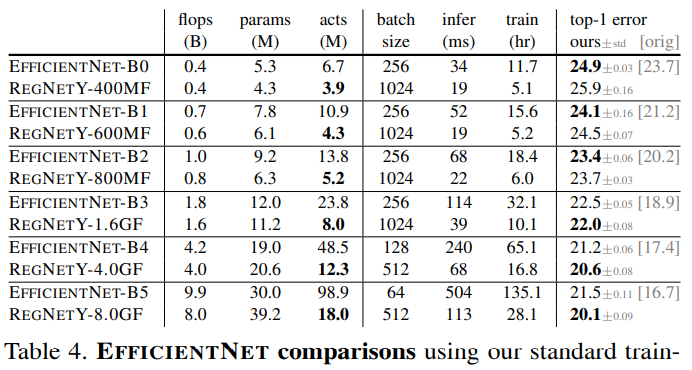 flops params acts batch infer train top-1 error
(B) (M) (M) size (ms) (hr) ours±std [orig]
EFFICIENTNET-B0 0.4 5.3 6.7 256 34 11.7 24.9±0.03 [23.7]
REGNETY-400MF 0.4 4.3 3.9 1024 19 5.1 25.9±0.16
EFFICIENTNET-B1 0.7 7.8 10.9 256 52 15.6 24.1±0.16 [21.2]
REGNETY-600MF 0.6 6.1 4.3 1024 19 5.2 24.5±0.07
EFFICIENTNET-B2 1.0 9.2 13.8 256 68 18.4 23.4±0.06 [20.2]
REGNETY-800MF 0.8 6.3 5.2 1024 22 6.0 23.7±0.03
EFFICIENTNET-B3 1.8 12.0 23.8 256 114 32.1 22.5±0.05 [18.9]
REGNETY-1.6GF 1.6 11.2 8.0 1024 39 10.1 22.0±0.08
EFFICIENTNET-B4 4.2 19.0 48.5 128 240 65.1 21.2±0.06 [17.4]
REGNETY-4.0GF 4.0 20.6 12.3 512 68 16.8 20.6±0.08
EFFICIENTNET-B5 9.9 30.0 98.9 64 504 135.1 21.5±0.11 [16.7]
REGNETY-8.0GF 8.0 39.2 18.0 512 113 28.1 20.1±0.09
Table 4. EFFICIENTNET comparisons using our standard train-